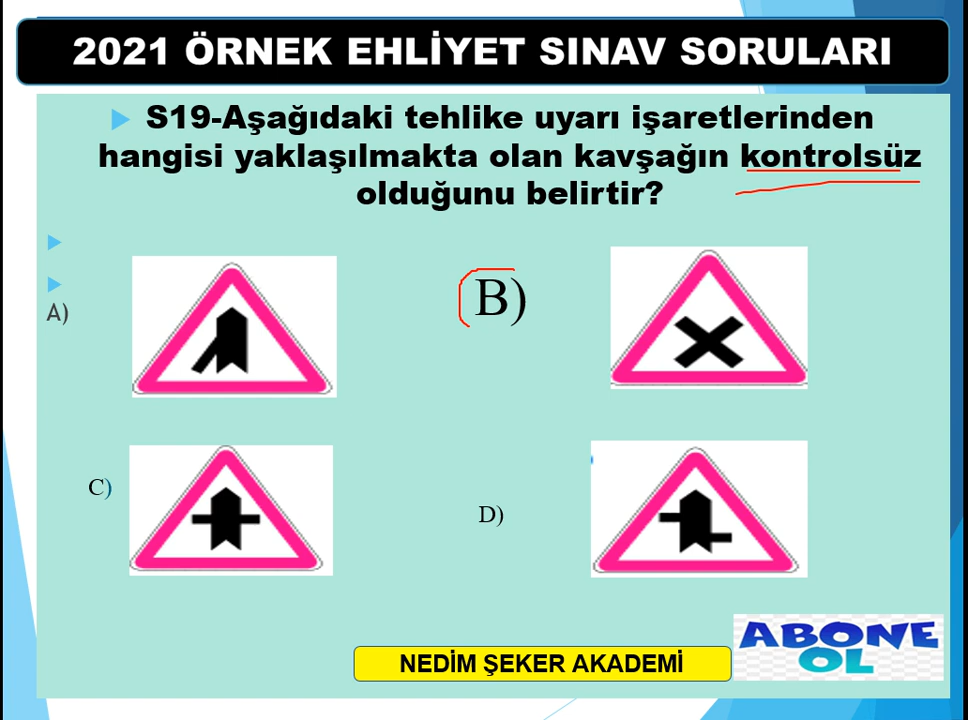 2021 ÖRNEK EHLİYET SINAV SORULARI
S19-Aşağıdaki tehlike uyarı işaretlerinden
hangisi yaklaşılmakta olan kavşağın kontrolsüz
olduğunu belirtir?
A)
B)
C)
D)
NEDİM ŞEKER AKADEMİ
ABONE
OL